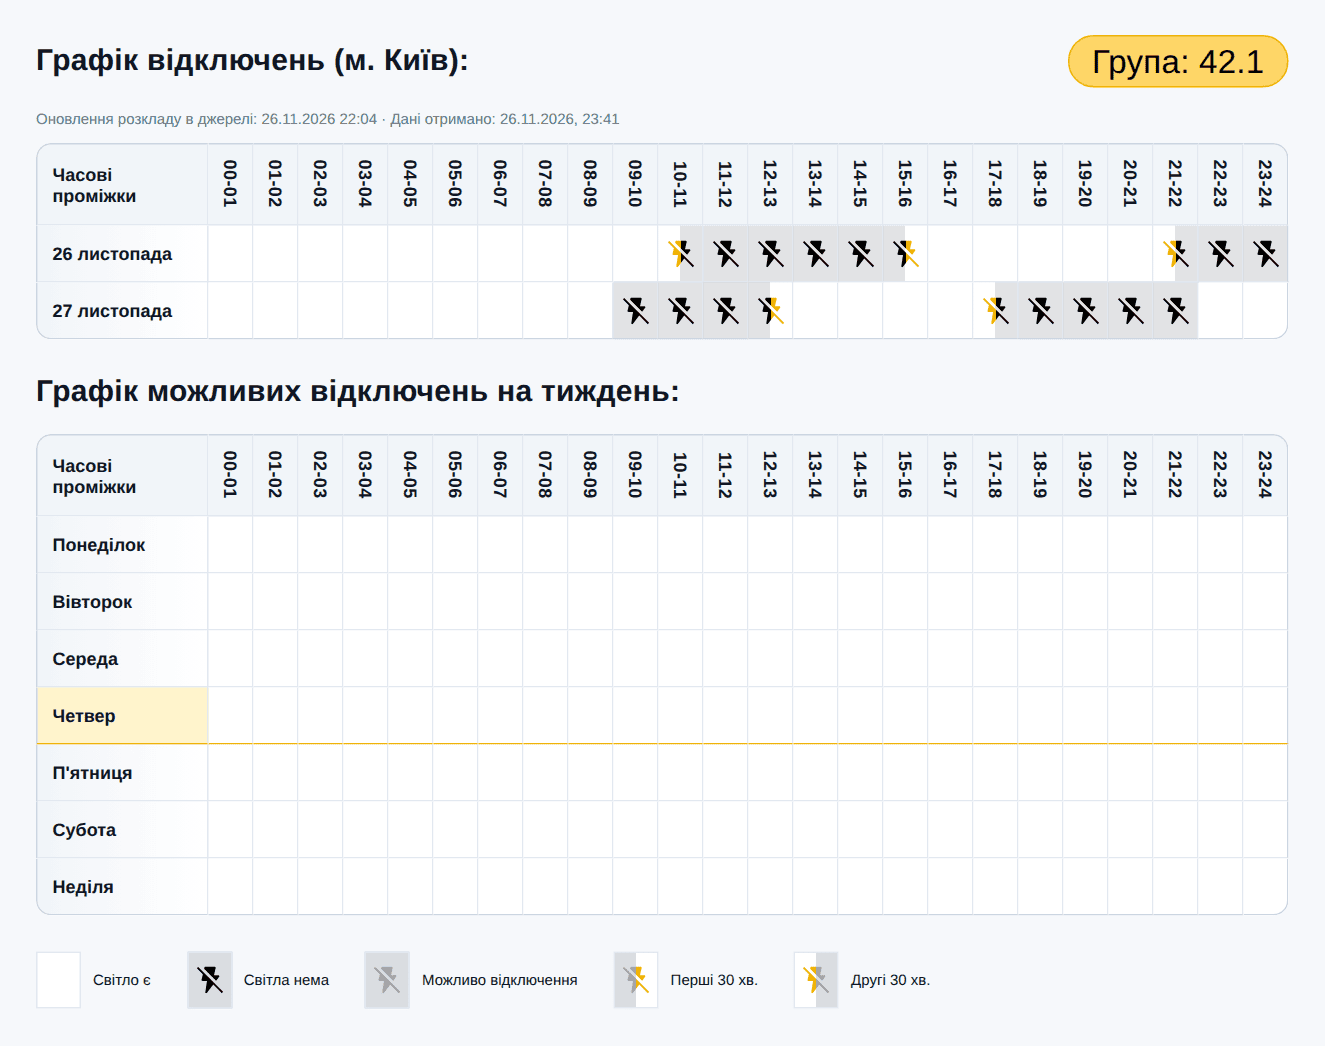 Графік відключень (м. Київ):
Група: 42.1
Оновлення розкладу в джерелі: 26.11.2026 22:04 · Дані отримано: 26.11.2026, 23:41
Часові
проміжки
00-01 01-02 02-03 03-04 04-05 05-06 06-07 07-08 08-09 09-10 10-11 11-12 12-13 13-14 14-15 15-16 16-17 17-18 18-19 19-20 20-21 21-22 22-23 23-24
26 листопада
27 листопада
Графік можливих відключень на тиждень:
Часові
проміжки
00-01 01-02 02-03 03-04 04-05 05-06 06-07 07-08 08-09 09-10 10-11 11-12 12-13 13-14 14-15 15-16 16-17 17-18 18-19 19-20 20-21 21-22 22-23 23-24
Понеділок
Вівторок
Середа
Четвер
П'ятниця
Субота
Неділя
Світло є Світла нема Можливо відключення Перші 30 хв. Другі 30 хв.